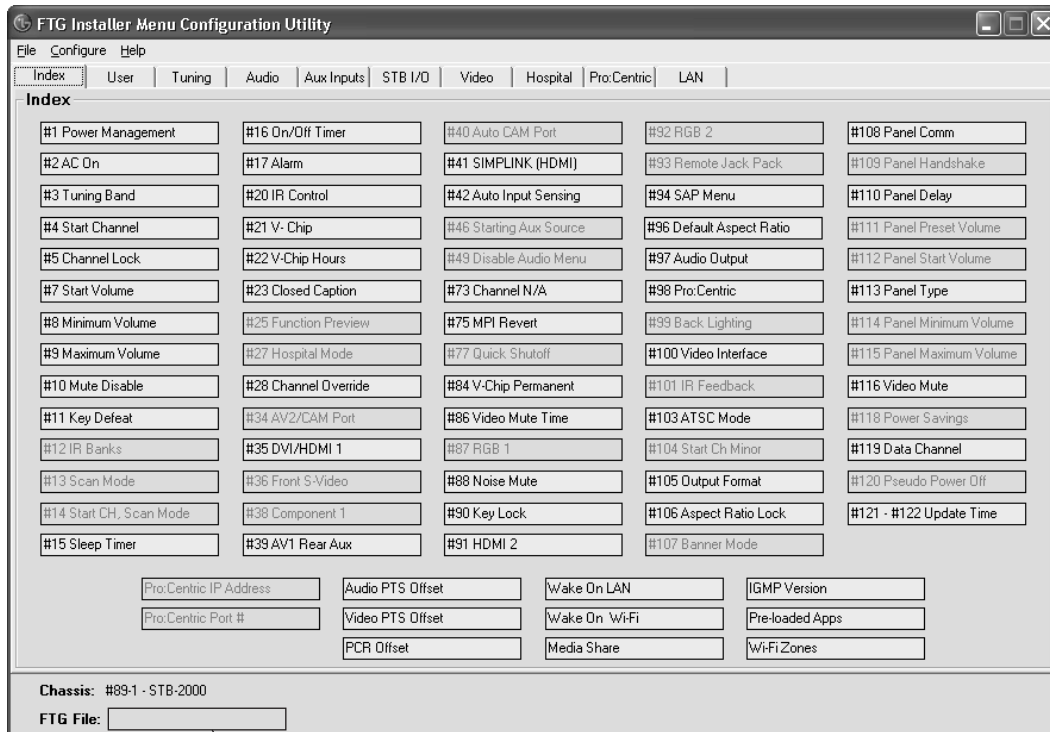 FTG Installer Menu Configuration Utility
File Configure Help
Index User Tuning Audio Aux Inputs STB I/O Video Hospital Pro:Centric LAN
Index
#1 Power Management #16 On/Off Timer #40 Auto CAM Port #92 RGB 2 #108 Panel Comm
#2 AC On #17 Alarm #41 SIMPLINK (HDMI) #93 Remote Jack Pack #109 Panel Handshake
#3 Tuning Band #20 IR Control #42 Auto Input Sensing #94 SAP Menu #110 Panel Delay
#4 Start Channel #21 V- Chip #46 Starting Aux Source #96 Default Aspect Ratio #111 Panel Preset Volume
#5 Channel Lock #22 V-Chip Hours #49 Disable Audio Menu #97 Audio Output #112 Panel Start Volume
#7 Start Volume #23 Closed Caption #73 Channel N/A #98 Pro:Centric #113 Panel Type
#8 Minimum Volume #25 Function Preview #75 MPI Revert #99 Back Lighting #114 Panel Minimum Volume
#9 Maximum Volume #27 Hospital Mode #77 Quick Shutoff #100 Video Interface #115 Panel Maximum Volume
#10 Mute Disable #28 Channel Override #84 V-Chip Permanent #101 IR Feedback #116 Video Mute
#11 Key Defeat #34 AV2/CAM Port #86 Video Mute Time #103 ATSC Mode #118 Power Savings
#12 IR Banks #35 DVI/HDMI 1 #87 RGB 1 #104 Start Ch Minor #119 Data Channel
#13 Scan Mode #36 Front S-Video #88 Noise Mute #105 Output Format #120 Pseudo Power Off
#14 Start CH, Scan Mode #38 Component 1 #90 Key Lock #106 Aspect Ratio Lock #121 - #122 Update Time
#15 Sleep Timer #39 AV1 Rear Aux #91 HDMI 2 #107 Banner Mode
Pro:Centric IP Address Audio PTS Offset Wake On LAN IGMP Version
Pro:Centric Port # Video PTS Offset Wake On Wi-Fi Pre-loaded Apps
PCR Offset Media Share Wi-Fi Zones
Chassis: #89-1 - STB-2000
FTG File: